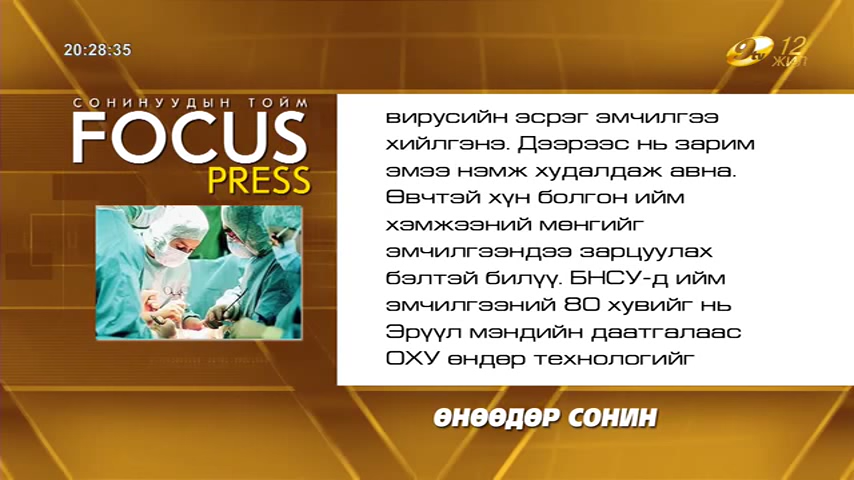 20:28:35
9tv 12
ЖИЛ
СОНИНУУДЫН ТОЙМ
FOCUS
PRESS
вирусийн эсрэг эмчилгээ
хийлгэнэ. Дээрээс нь зарим
эмээ нэмж худалдаж авна.
Өвчтэй хүн болгон ийм
хэмжээний мөнгийг
эмчилгээндээ зарцуулах
бэлтэй билүү. БНСУ-д ийм
эмчилгээний 80 хувийг нь
Эрүүл мэндийн даатгалаас
ОХУ өндөр технологийг
ӨНӨӨДӨР СОНИН